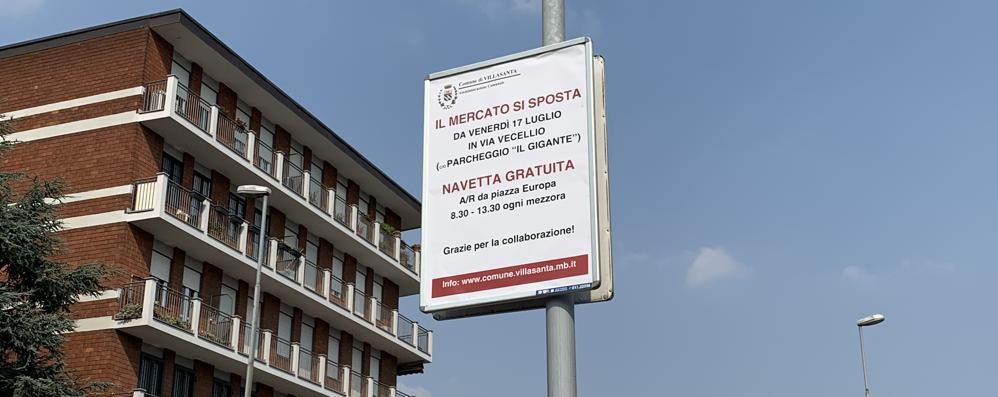 Comune di VILLASANTA
Amministrazione Comunale
IL MERCATO SI SPOSTA
DA VENERDÌ 17 LUGLIO
IN VIA VECELLIO
(c/o PARCHEGGIO "IL GIGANTE")
NAVETTA GRATUITA
A/R da piazza Europa
8.30 - 13.30 ogni mezzora
Grazie per la collaborazione!
Info: www.comune.villasanta.mb.it